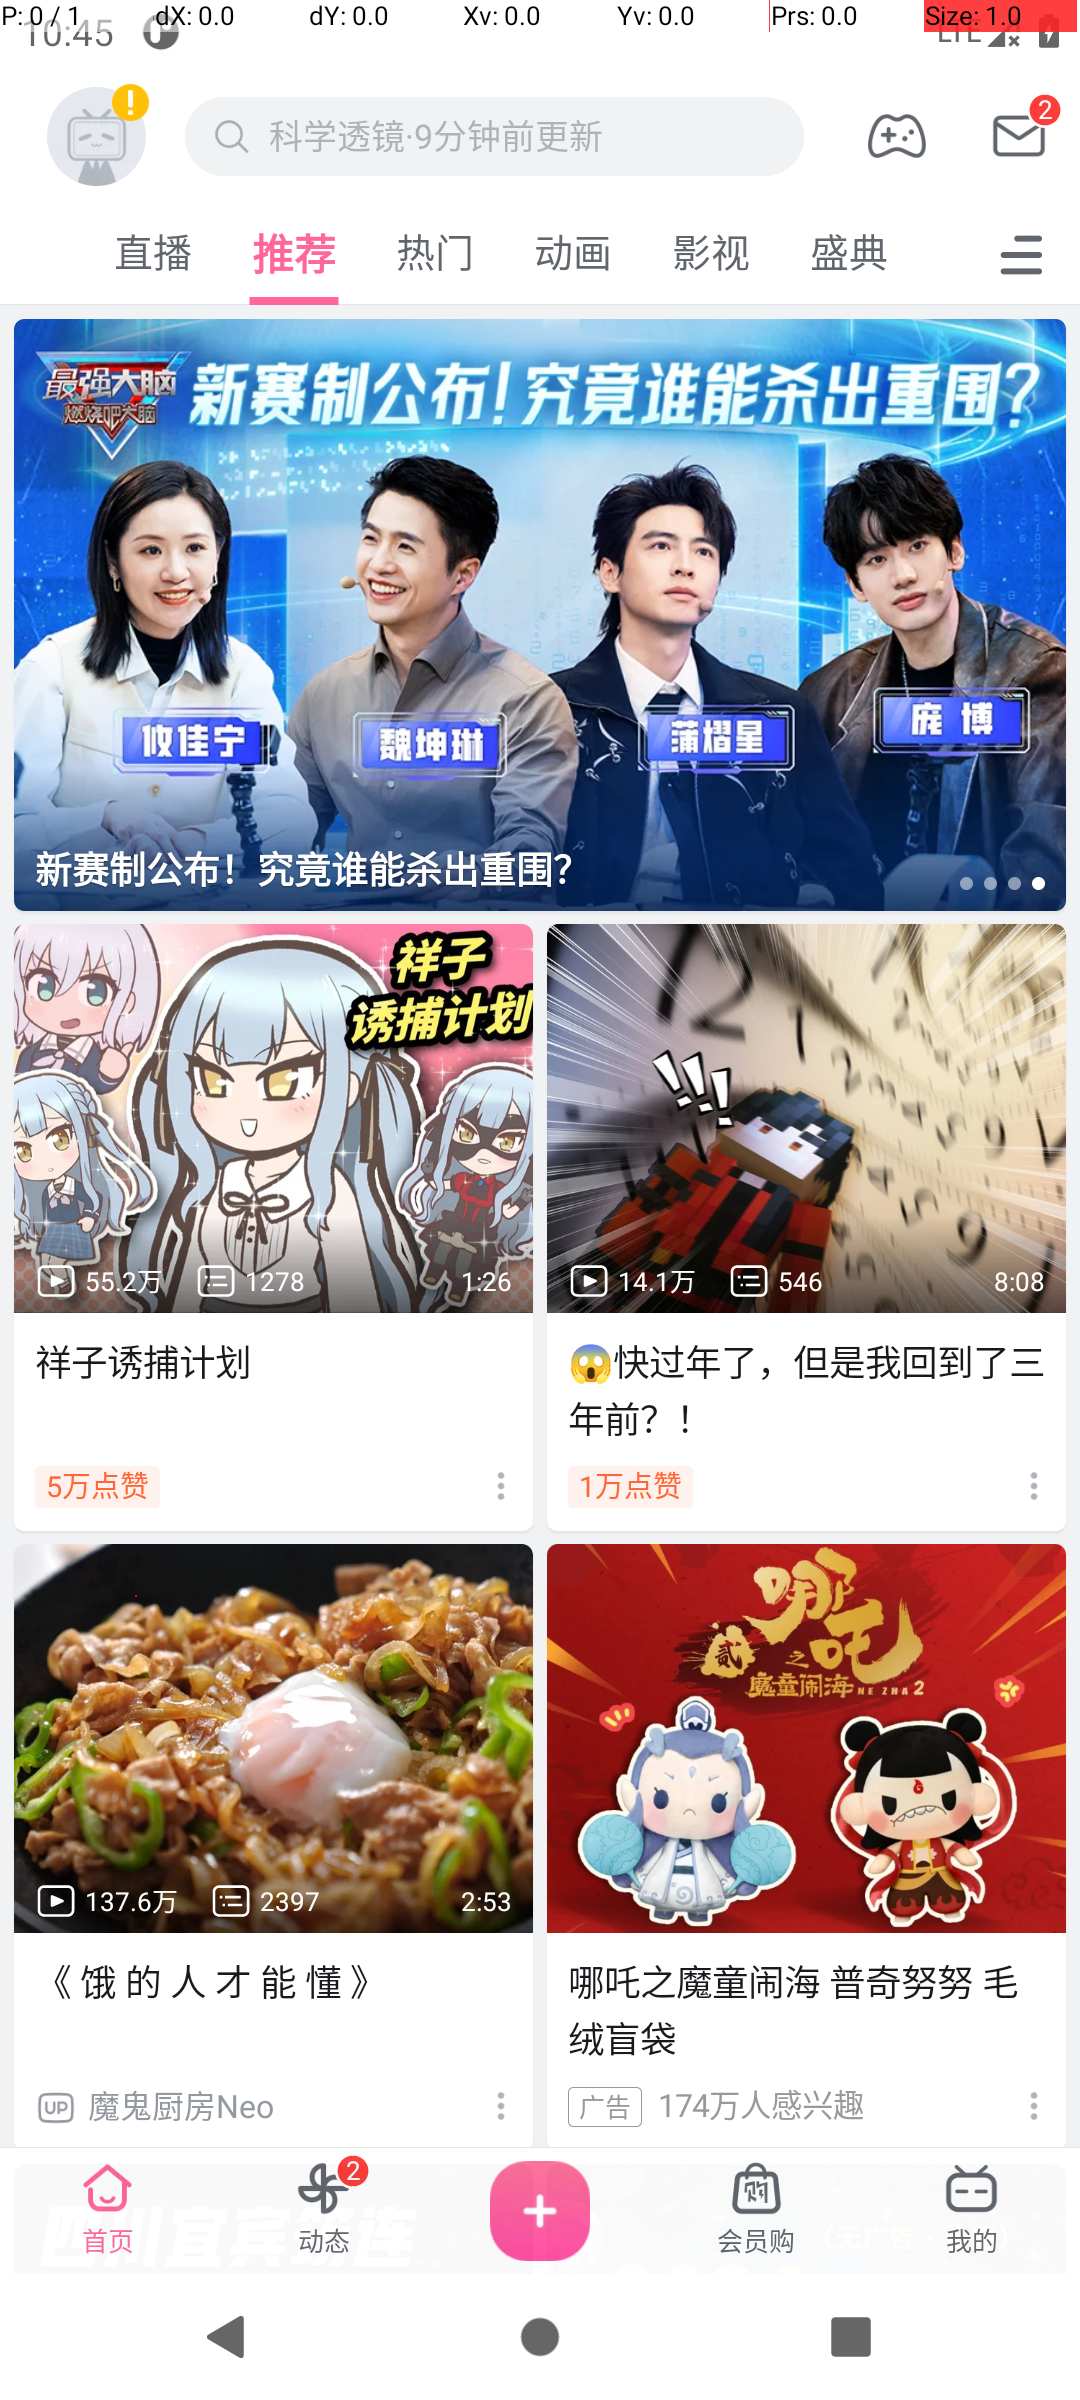 P: 0 / 1 dX: 0.0 dY: 0.0 Xv: 0.0 Yv: 0.0 Prs: 0.0 Size: 1.0
10:45 LTE
科学透镜·9分钟前更新
2
直播 推荐 热门 动画 影视 盛典
最强大脑
燃烧吧大脑
新赛制公布!究竟谁能杀出重围?
攸佳宁 魏坤琳 蒲熠星 庞博
新赛制公布！究竟谁能杀出重围？
祥子
诱捕计划
55.2万 1278 1:26
14.1万 546 8:08
祥子诱捕计划
😱快过年了，但是我回到了三
年前？！
5万点赞
1万点赞
哪吒
贰 之
魔童闹海 NE ZHA 2
137.6万 2397 2:53
《 饿 的 人 才 能 懂 》
哪吒之魔童闹海 普奇努努 毛
绒盲袋
UP 魔鬼厨房Neo
广告 174万人感兴趣
2
首页 动态 会员购 我的